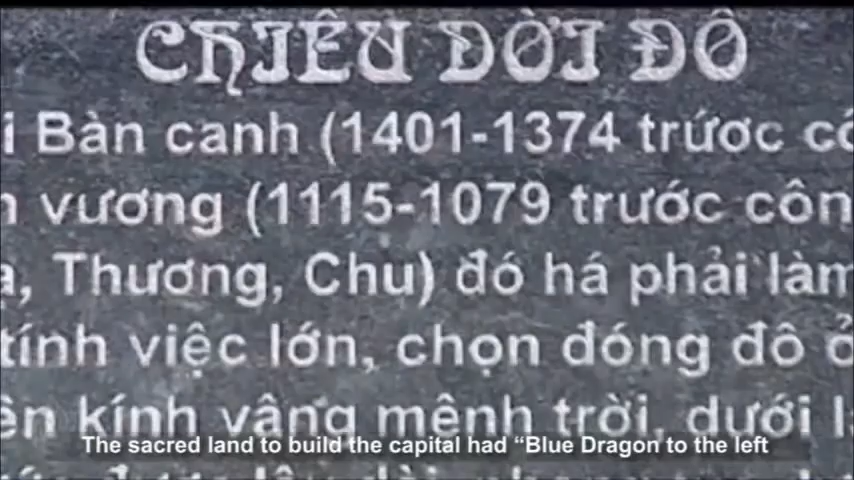 CHIẾU DỜI ĐÔ
i Bàn canh (1401-1374 trước cô
vương (1115-1079 trước côn
a, Thương, Chu) đó há phải làm
tính việc lớn, chọn đóng đô ở
ên kính vâng mệnh trời, dưới l
The sacred land to build the capital had “Blue Dragon to the left